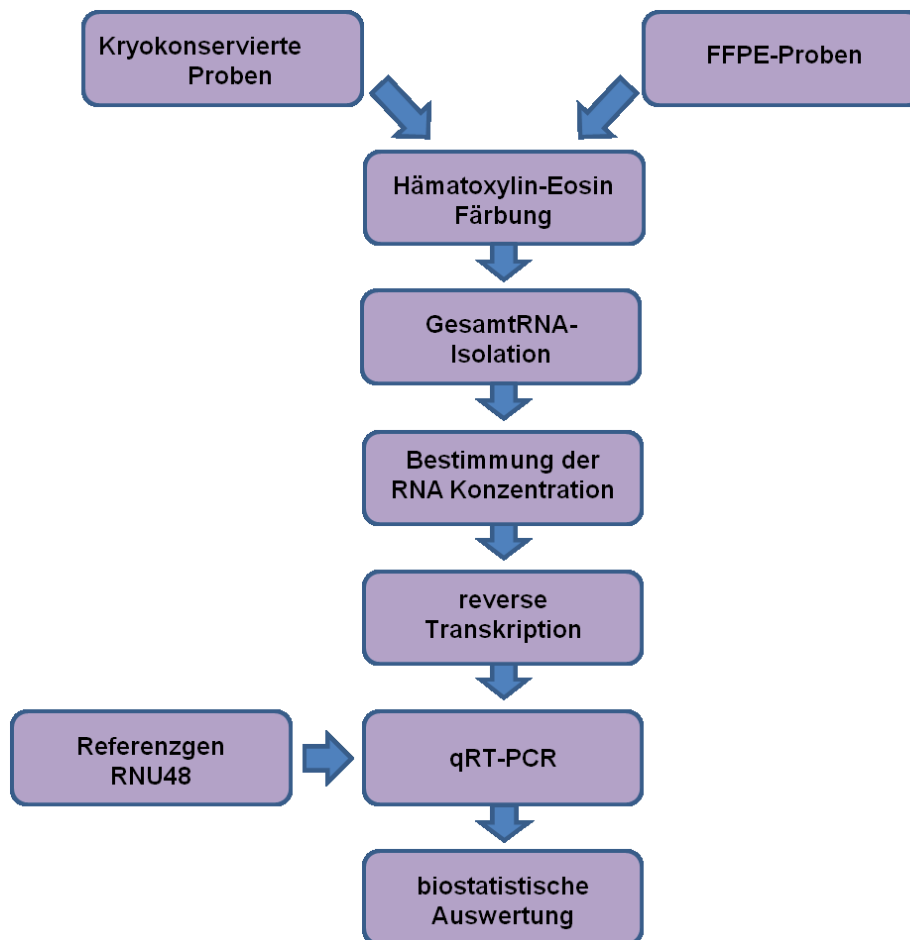 Kryokonservierte
Proben
FFPE-Proben
Hämatoxylin-Eosin
Färbung
GesamtRNA-
Isolation
Bestimmung der
RNA Konzentration
reverse
Transkription
Referenzgen
RNU48
qRT-PCR
biostatistische
Auswertung